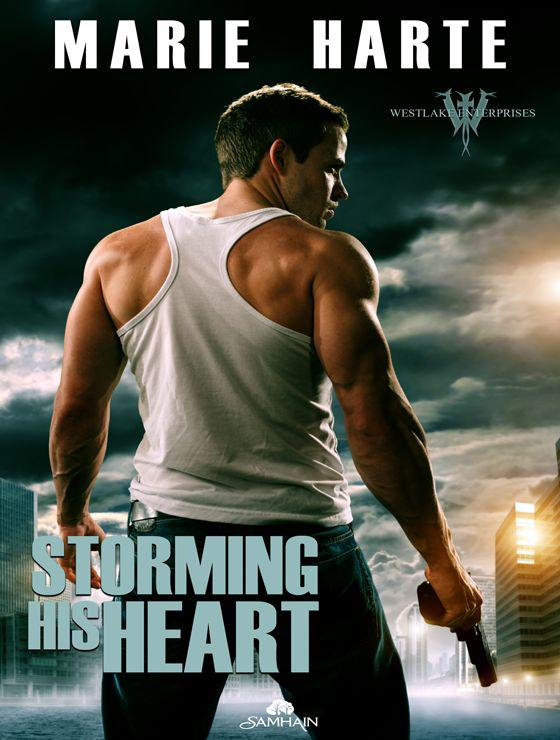 MARIE HARTE
WESTLAKE ENTERPRISES
STORMING
HIS HEART
SAMHAIN